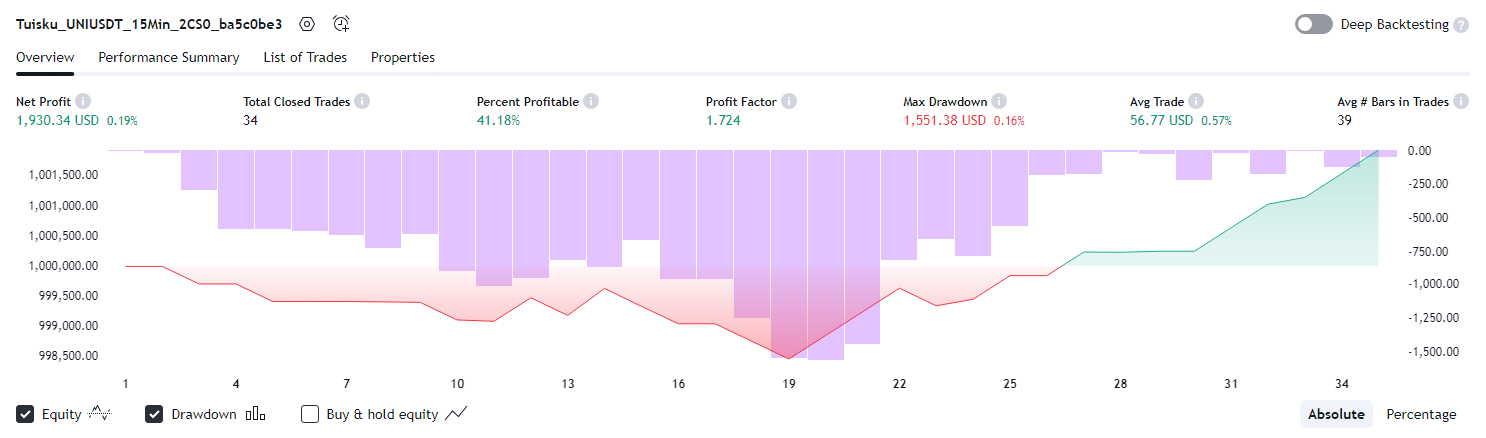 Tuisku_UNIUSDT_15Min_2CS0_ba5c0be3 Deep Backtesting ?
Overview Performance Summary List of Trades Properties
Net Profit i Total Closed Trades i Percent Profitable i Profit Factor i Max Drawdown i Avg Trade i Avg # Bars in Trades i
1,930.34 USD 0.19% 34 41.18% 1.724 1,551.38 USD 0.16% 56.77 USD 0.57% 39
0.00
1,001,500.00
-250.00
1,001,000.00
-500.00
1,000,500.00
-750.00
1,000,000.00
-1,000.00
999,500.00
-1,250.00
999,000.00
-1,500.00
998,500.00
1 4 7 10 13 16 19 22 25 28 31 34
Equity Drawdown Buy & hold equity Absolute Percentage